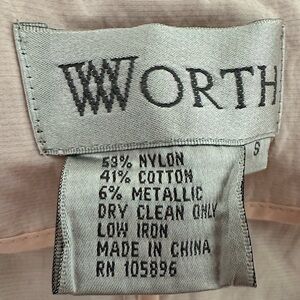 WORTH
S
53% NYLON
41% COTTON
6% METALLIC
DRY CLEAN ONLY
LOW IRON
MADE IN CHINA
RN 105896